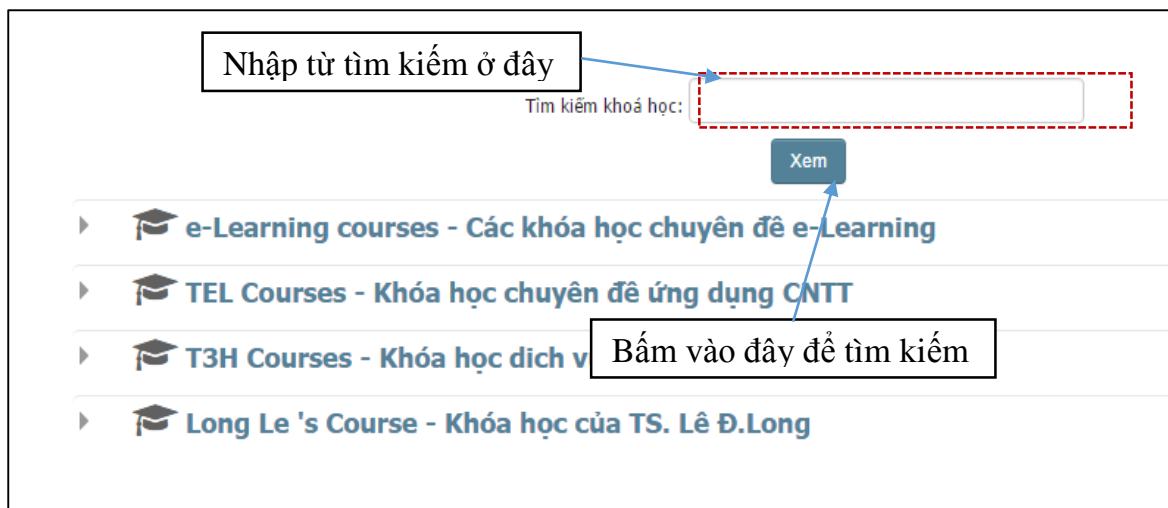 Nhập từ tìm kiếm ở đây
Tìm kiếm khoá học:
Xem
e-Learning courses - Các khóa học chuyên đề e-Learning
TEL Courses - Khóa học chuyên đề ứng dụng CNTT
Bấm vào đây để tìm kiếm
T3H Courses - Khóa học dich v
Long Le 's Course - Khóa học của TS. Lê Đ.Long